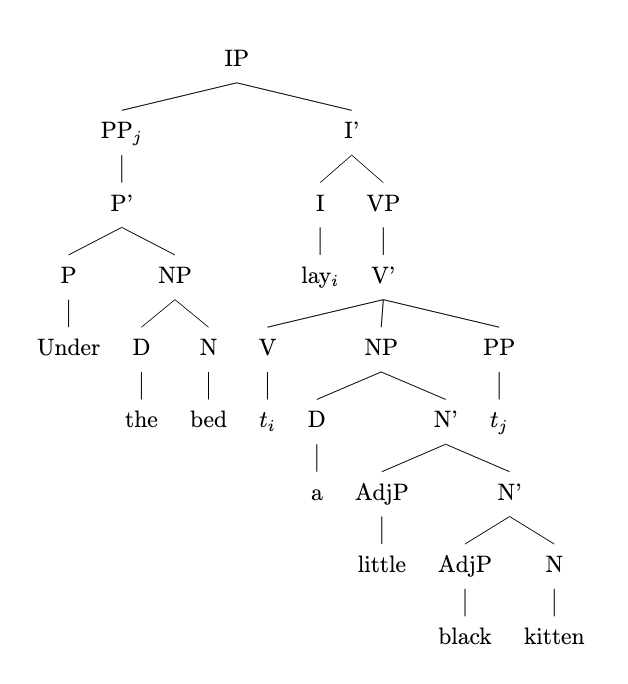 IP
PPj I'
P' I VP
P NP layi V'
Under D N V NP PP
the bed ti D N' tj
a AdjP N'
little AdjP N
black kitten